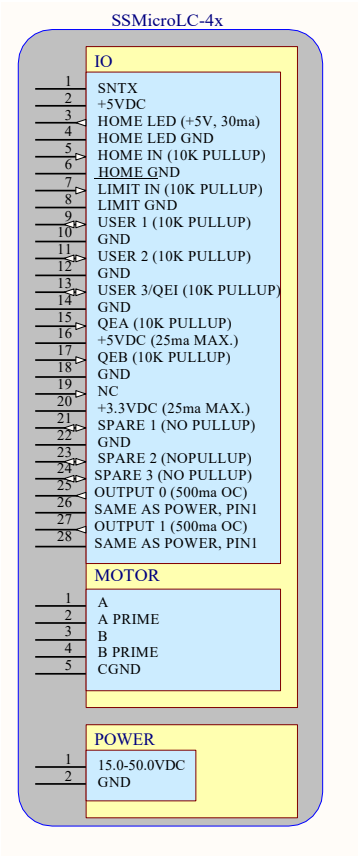 SSMicroLC-4x
IO
1 SNTX
2 +5VDC
3 HOME LED (+5V, 30ma)
4 HOME LED GND
5 HOME IN (10K PULLUP)
6 HOME GND
7 LIMIT IN (10K PULLUP)
8 LIMIT GND
9 USER 1 (10K PULLUP)
10 GND
11 USER 2 (10K PULLUP)
12 GND
13 USER 3/QEI (10K PULLUP)
14 GND
15 QEA (10K PULLUP)
16 +5VDC (25ma MAX.)
17 QEB (10K PULLUP)
18 GND
19 NC
20 +3.3VDC (25ma MAX.)
21 SPARE 1 (NO PULLUP)
22 GND
23 SPARE 2 (NOPULLUP)
24 SPARE 3 (NO PULLUP)
25 OUTPUT 0 (500ma OC)
26 SAME AS POWER, PIN1
27 OUTPUT 1 (500ma OC)
28 SAME AS POWER, PIN1
MOTOR
1 A
2 A PRIME
3 B
4 B PRIME
5 CGND
POWER
1 15.0-50.0VDC
2 GND